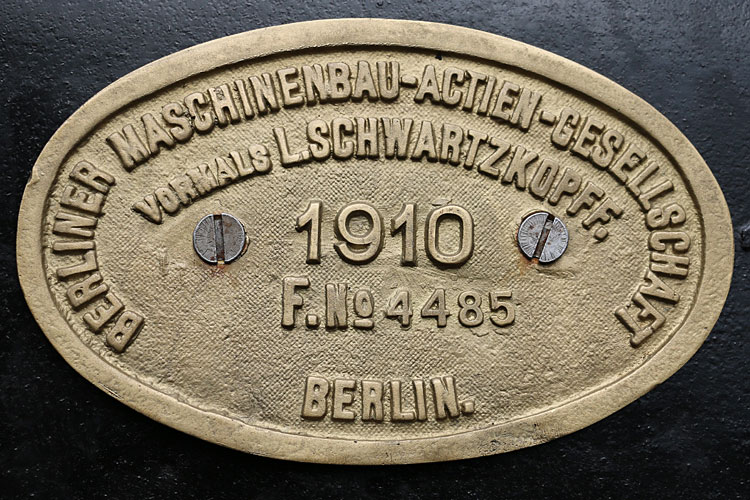 BERLINER MASCHINENBAU-ACTIEN-GESELLSCHAFT
VORMALS L.SCHWARTZKOPFF.
1910
F.No 4485
BERLIN.